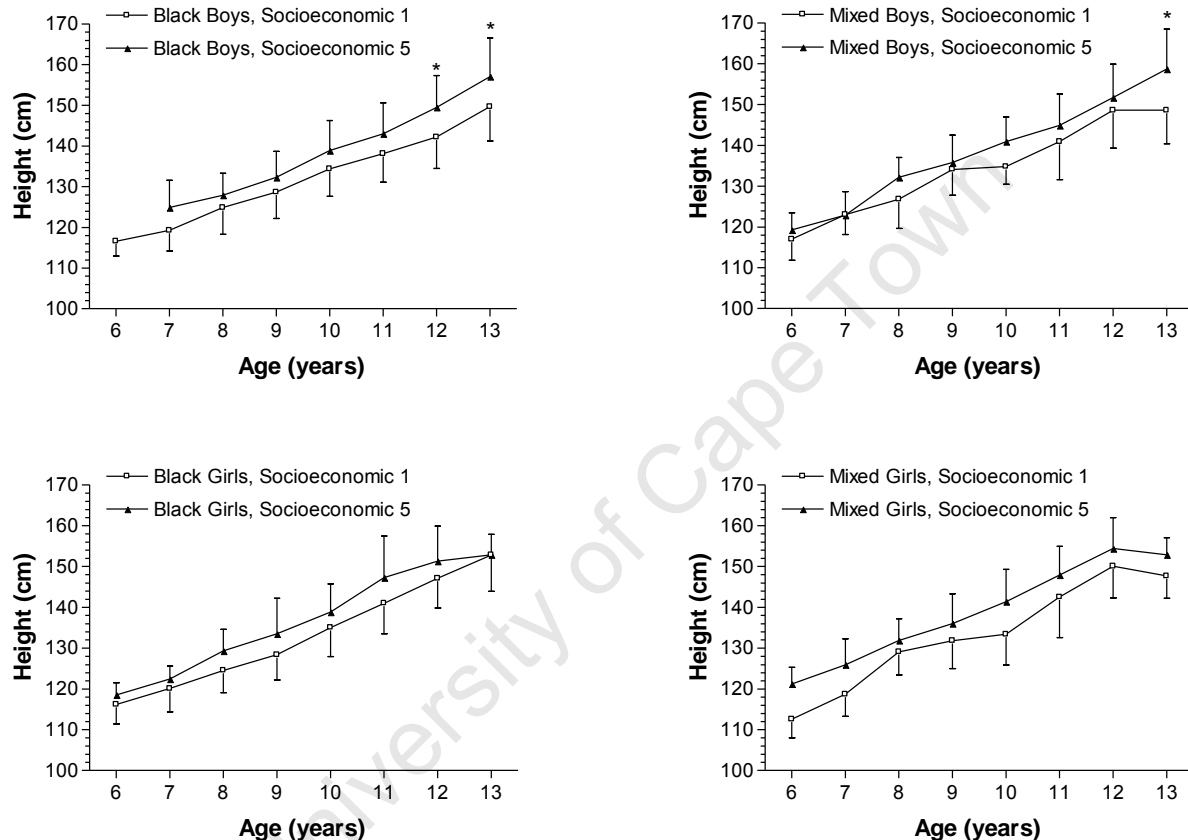 Black Boys, Socioeconomic 1
Black Boys, Socioeconomic 5
170
160
150
140
130
120
110
100
Height (cm)
*
*
6 7 8 9 10 11 12 13
Age (years)
Mixed Boys, Socioeconomic 1
Mixed Boys, Socioeconomic 5
170
160
150
140
130
120
110
100
Height (cm)
*
6 7 8 9 10 11 12 13
Age (years)
Black Girls, Socioeconomic 1
Black Girls, Socioeconomic 5
170
160
150
140
130
120
110
100
Height (cm)
6 7 8 9 10 11 12 13
Age (years)
Mixed Girls, Socioeconomic 1
Mixed Girls, Socioeconomic 5
170
160
150
140
130
120
110
100
Height (cm)
6 7 8 9 10 11 12 13
Age (years)
University of Cape Town